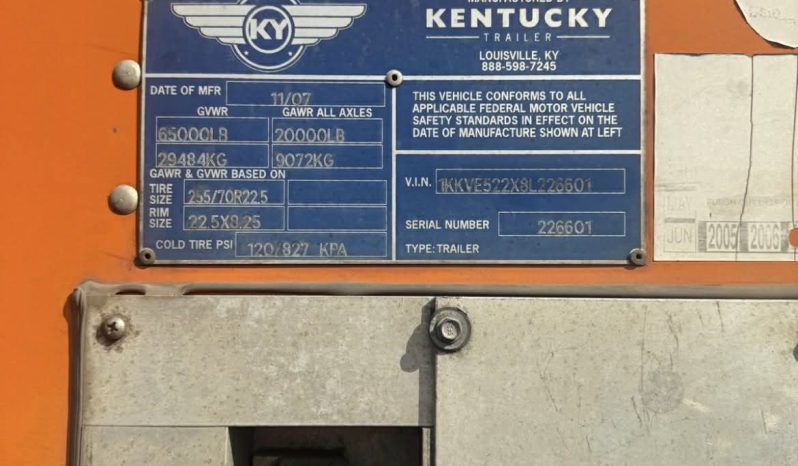 KY
MANUFACTURED BY
KENTUCKY
TRAILER
LOUISVILLE, KY
888-598-7245
DATE OF MFR 11/07
GVWR GAWR ALL AXLES
65000LB 20000LB
29484KG 9072KG
GAWR & GVWR BASED ON
TIRE SIZE 255/70R22.5
RIM SIZE 22.5X8.25
COLD TIRE PSI 120/827 KPA
THIS VEHICLE CONFORMS TO ALL
APPLICABLE FEDERAL MOTOR VEHICLE
SAFETY STANDARDS IN EFFECT ON THE
DATE OF MANUFACTURE SHOWN AT LEFT
V.I.N. 1KKVE522X8L226601
SERIAL NUMBER 226601
TYPE: TRAILER
MAY
JUN 2005 2006